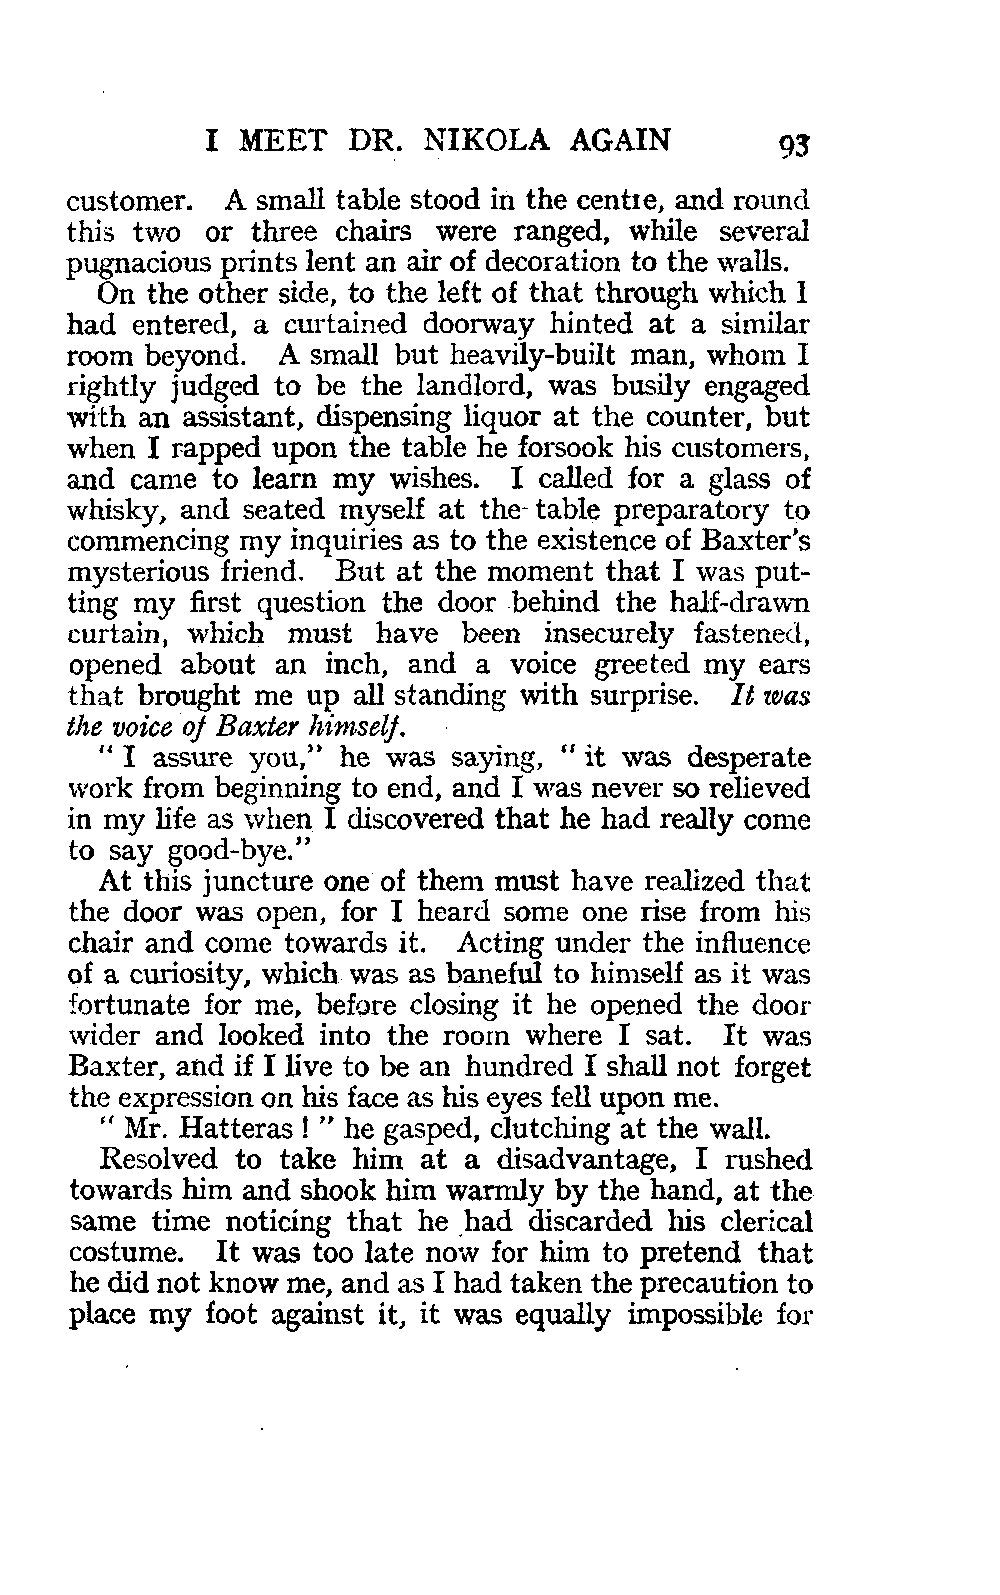 I MEET DR. NIKOLA AGAIN 93
customer. A small table stood in the centre, and round
this two or three chairs were ranged, while several
pugnacious prints lent an air of decoration to the walls.
On the other side, to the left of that through which I
had entered, a curtained doorway hinted at a similar
room beyond. A small but heavily-built man, whom I
rightly judged to be the landlord, was busily engaged
with an assistant, dispensing liquor at the counter, but
when I rapped upon the table he forsook his customers,
and came to learn my wishes. I called for a glass of
whisky, and seated myself at the table preparatory to
commencing my inquiries as to the existence of Baxter's
mysterious friend. But at the moment that I was put-
ting my first question the door behind the half-drawn
curtain, which must have been insecurely fastened,
opened about an inch, and a voice greeted my ears
that brought me up all standing with surprise. It was
the voice of Baxter himself.
" I assure you," he was saying, " it was desperate
work from beginning to end, and I was never so relieved
in my life as when I discovered that he had really come
to say good-bye."
At this juncture one of them must have realized that
the door was open, for I heard some one rise from his
chair and come towards it. Acting under the influence
of a curiosity, which was as baneful to himself as it was
fortunate for me, before closing it he opened the door
wider and looked into the room where I sat. It was
Baxter, and if I live to be an hundred I shall not forget
the expression on his face as his eyes fell upon me.
" Mr. Hatteras ! " he gasped, clutching at the wall.
Resolved to take him at a disadvantage, I rushed
towards him and shook him warmly by the hand, at the
same time noticing that he had discarded his clerical
costume. It was too late now for him to pretend that
he did not know me, and as I had taken the precaution to
place my foot against it, it was equally impossible for